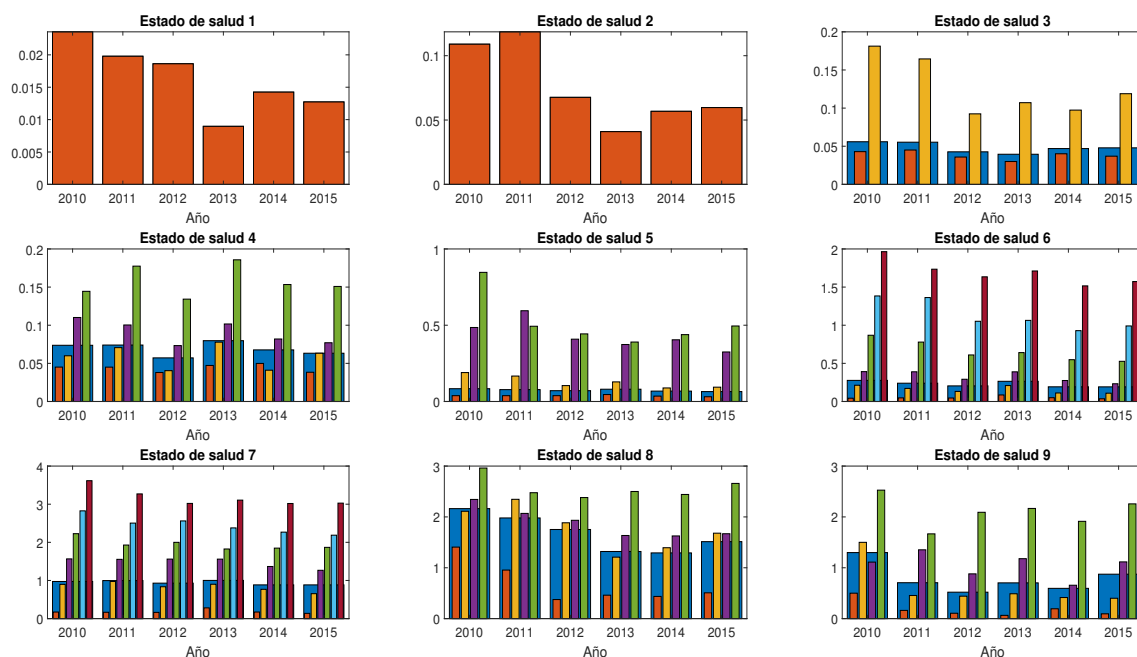 Estado de salud 1
0.02
0.015
0.01
0.005
0
2010 2011 2012 2013 2014 2015
Año
Estado de salud 2
0.1
0.05
0
2010 2011 2012 2013 2014 2015
Año
Estado de salud 3
0.2
0.15
0.1
0.05
0
2010 2011 2012 2013 2014 2015
Año
Estado de salud 4
0.2
0.15
0.1
0.05
0
2010 2011 2012 2013 2014 2015
Año
Estado de salud 5
1
0.5
0
2010 2011 2012 2013 2014 2015
Año
Estado de salud 6
2
1.5
1
0.5
0
2010 2011 2012 2013 2014 2015
Año
Estado de salud 7
4
3
2
1
0
2010 2011 2012 2013 2014 2015
Año
Estado de salud 8
3
2
1
0
2010 2011 2012 2013 2014 2015
Año
Estado de salud 9
3
2
1
0
2010 2011 2012 2013 2014 2015
Año